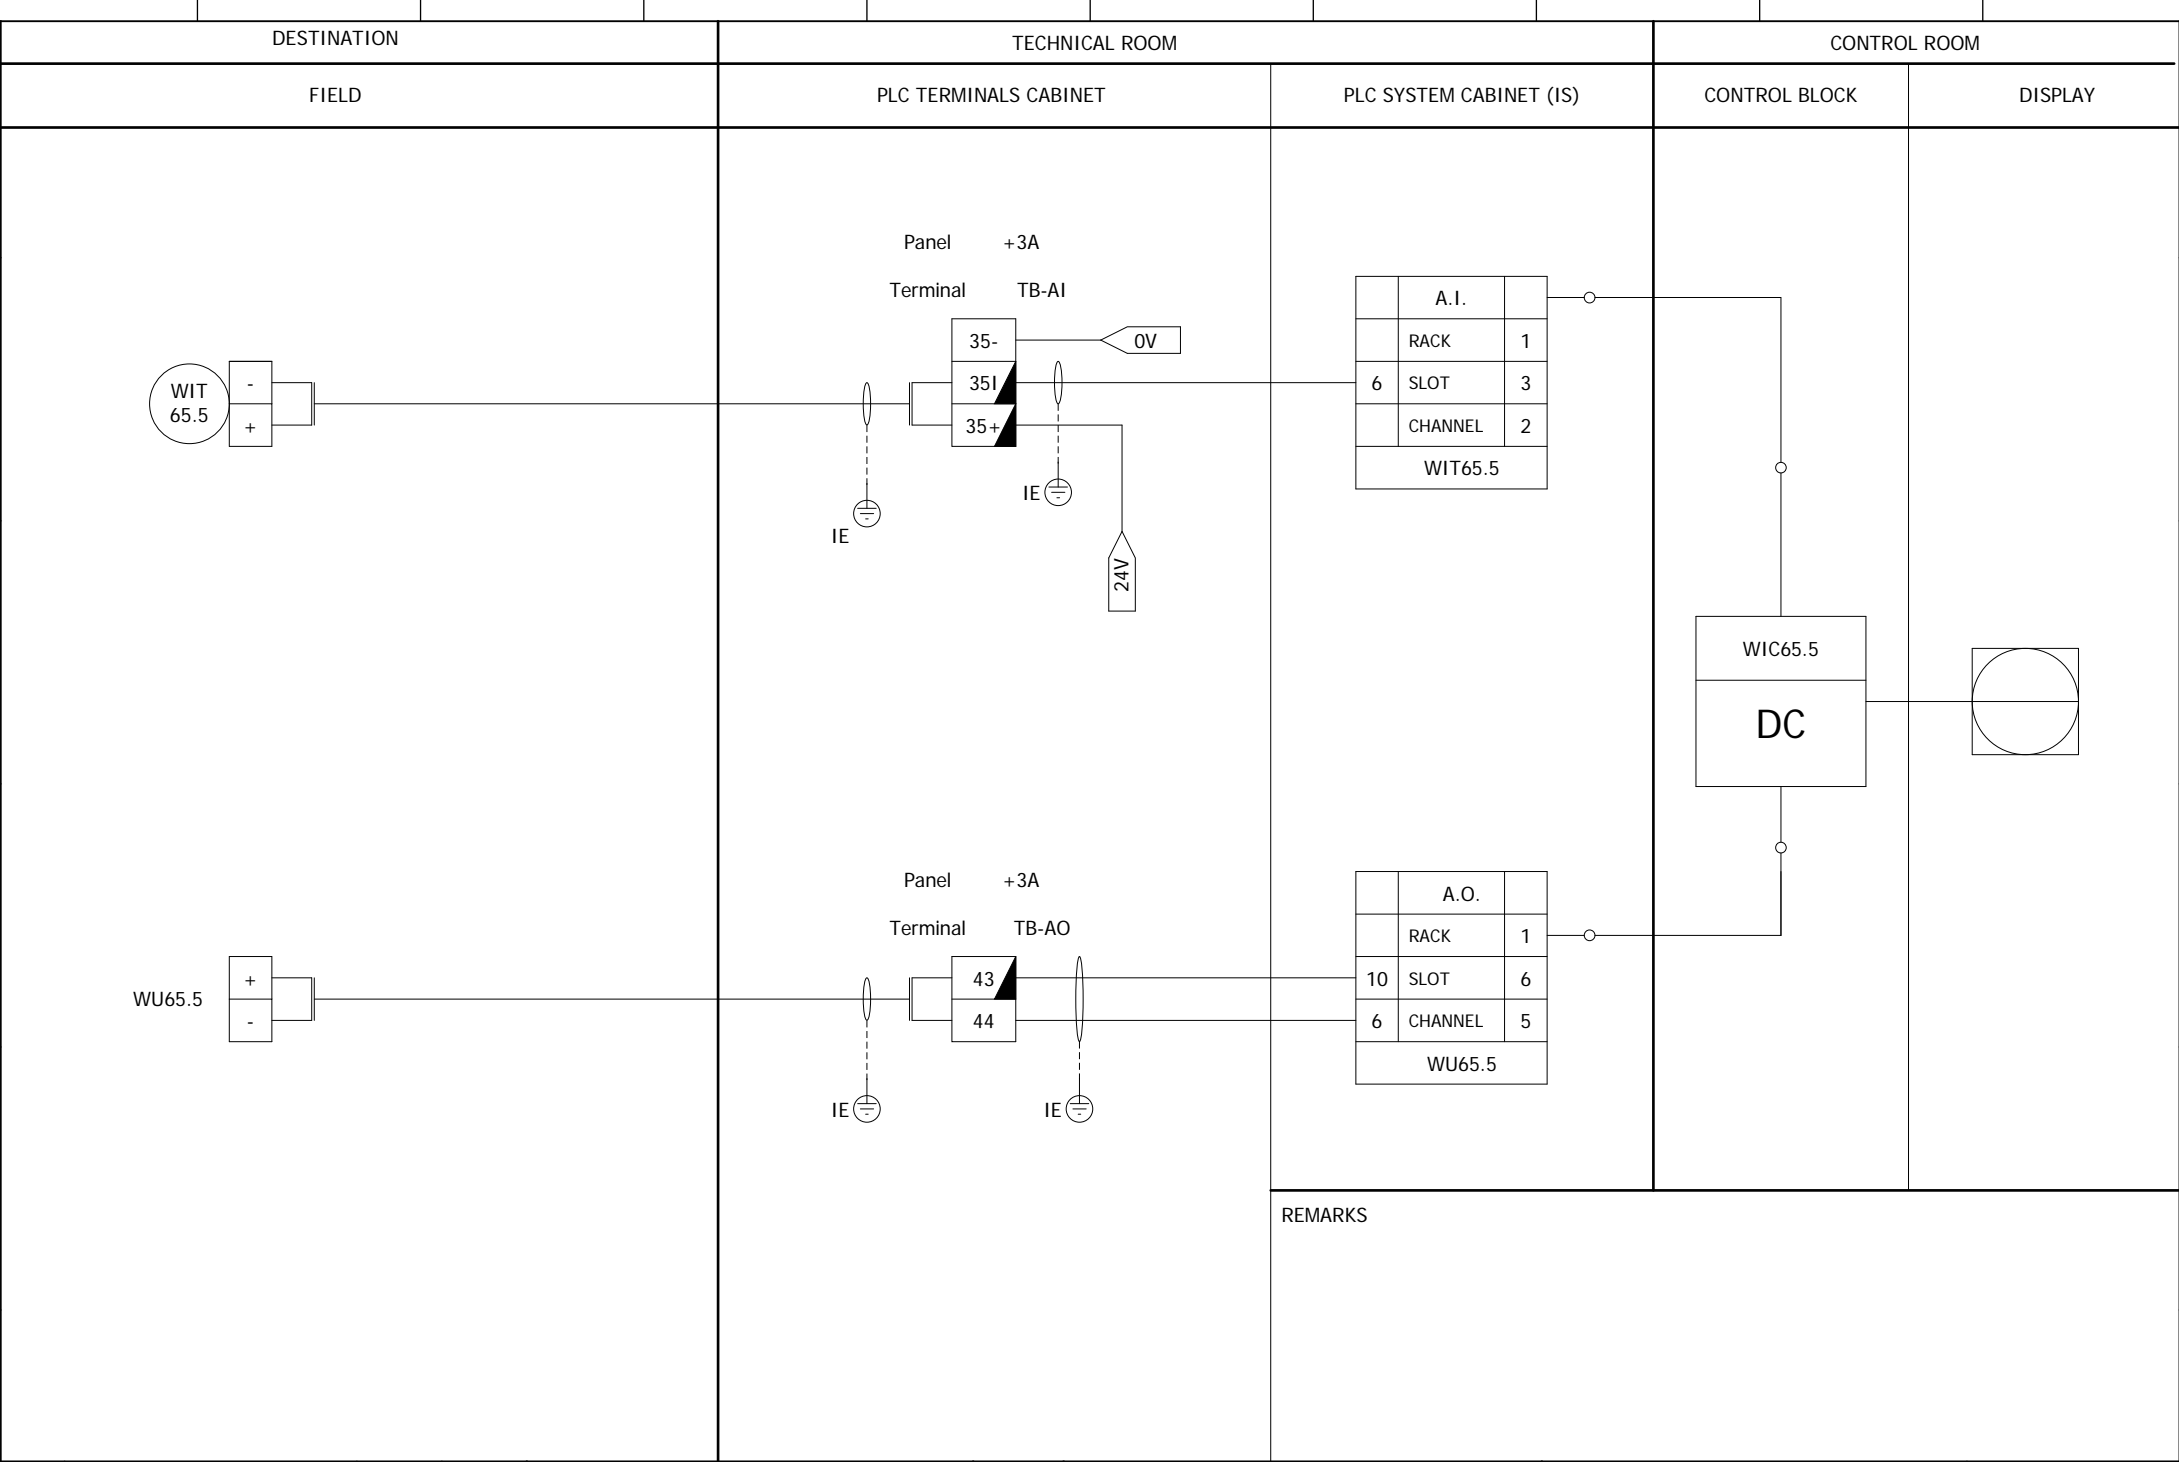 DESTINATION TECHNICAL ROOM CONTROL ROOM
FIELD PLC TERMINALS CABINET PLC SYSTEM CABINET (IS) CONTROL BLOCK DISPLAY
Panel +3A
Terminal TB-AI
A.I.
35- 0V RACK 1
WIT
65.5
-
+
35I 6 SLOT 3
35+ CHANNEL 2
WIT65.5
IE
IE
24V
WIC65.5
DC
Panel +3A
Terminal TB-AO
A.O.
RACK 1
WU65.5
+
-
43 10 SLOT 6
44 6 CHANNEL 5
WU65.5
IE IE
REMARKS